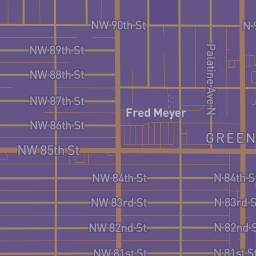 NW 90th St
N 9
NW 89th St
Palatine Ave N
NW 88th St
NW 87th St
Fred Meyer
NW 86th St
GREEN
NW 85th St
NW 84th St
N 84th St
NW 83rd St
N 83rd St
NW 82nd St
N 82nd St
NW 81st St
N 81st St